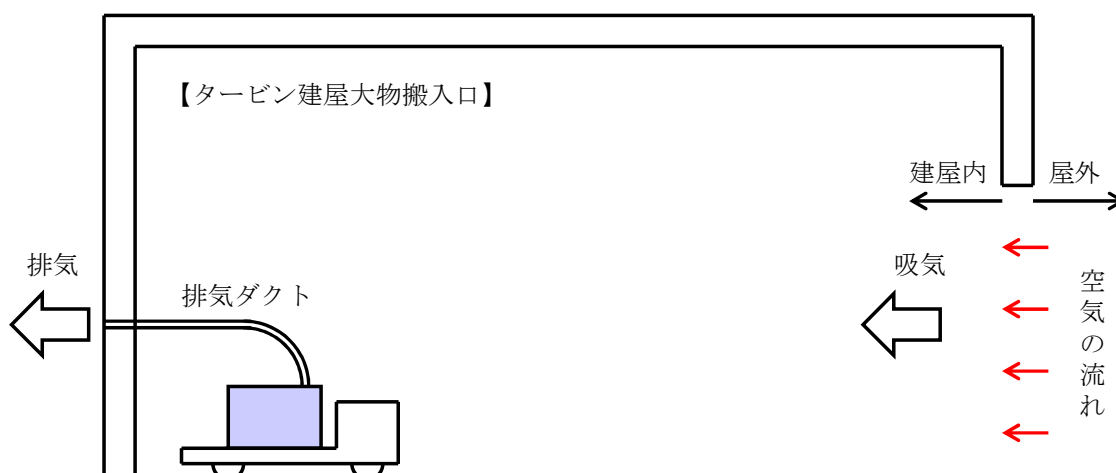 【タービン建屋大物搬入口】
建屋内
屋外
排気
排気ダクト
吸気
空気の流れ